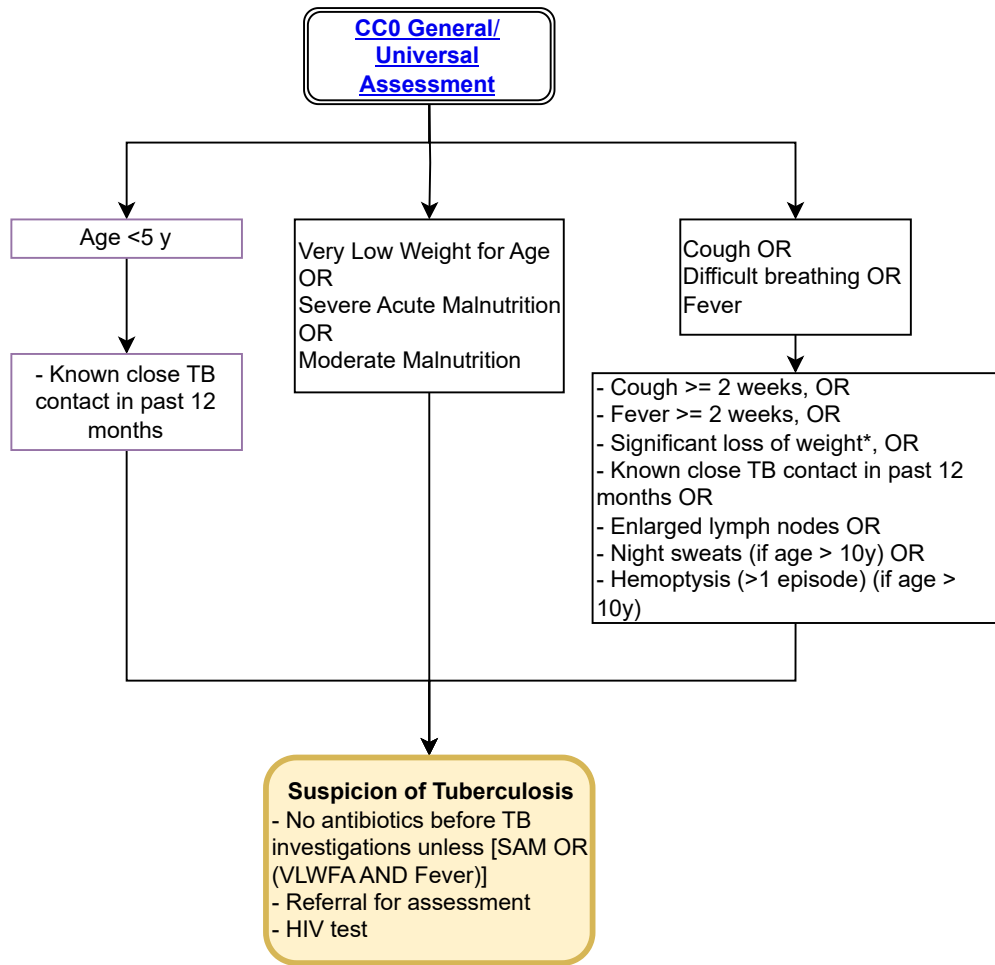 CC0 General/
Universal
Assessment
Age <5 y
- Known close TB
contact in past 12
months
Very Low Weight for Age
OR
Severe Acute Malnutrition
OR
Moderate Malnutrition
Cough OR
Difficult breathing OR
Fever
- Cough >= 2 weeks, OR
- Fever >= 2 weeks, OR
- Significant loss of weight*, OR
- Known close TB contact in past 12
months OR
- Enlarged lymph nodes OR
- Night sweats (if age > 10y) OR
- Hemoptysis (>1 episode) (if age >
10y)
Suspicion of Tuberculosis
- No antibiotics before TB
investigations unless [SAM OR
(VLWFA AND Fever)]
- Referral for assessment
- HIV test